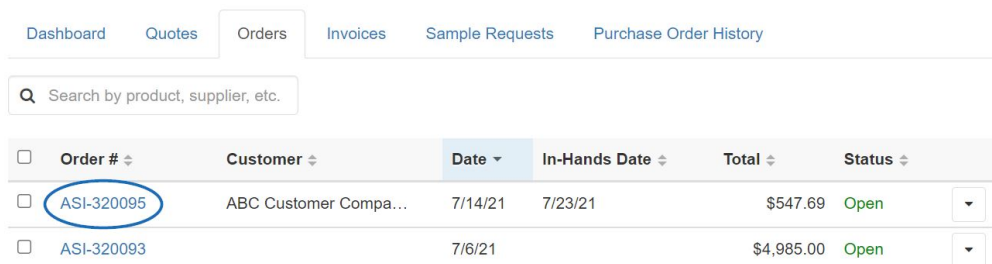 Dashboard Quotes Orders Invoices Sample Requests Purchase Order History
Search by product, supplier, etc.
Order # Customer Date In-Hands Date Total Status
ASI-320095 ABC Customer Compa... 7/14/21 7/23/21 $547.69 Open
ASI-320093 7/6/21 $4,985.00 Open